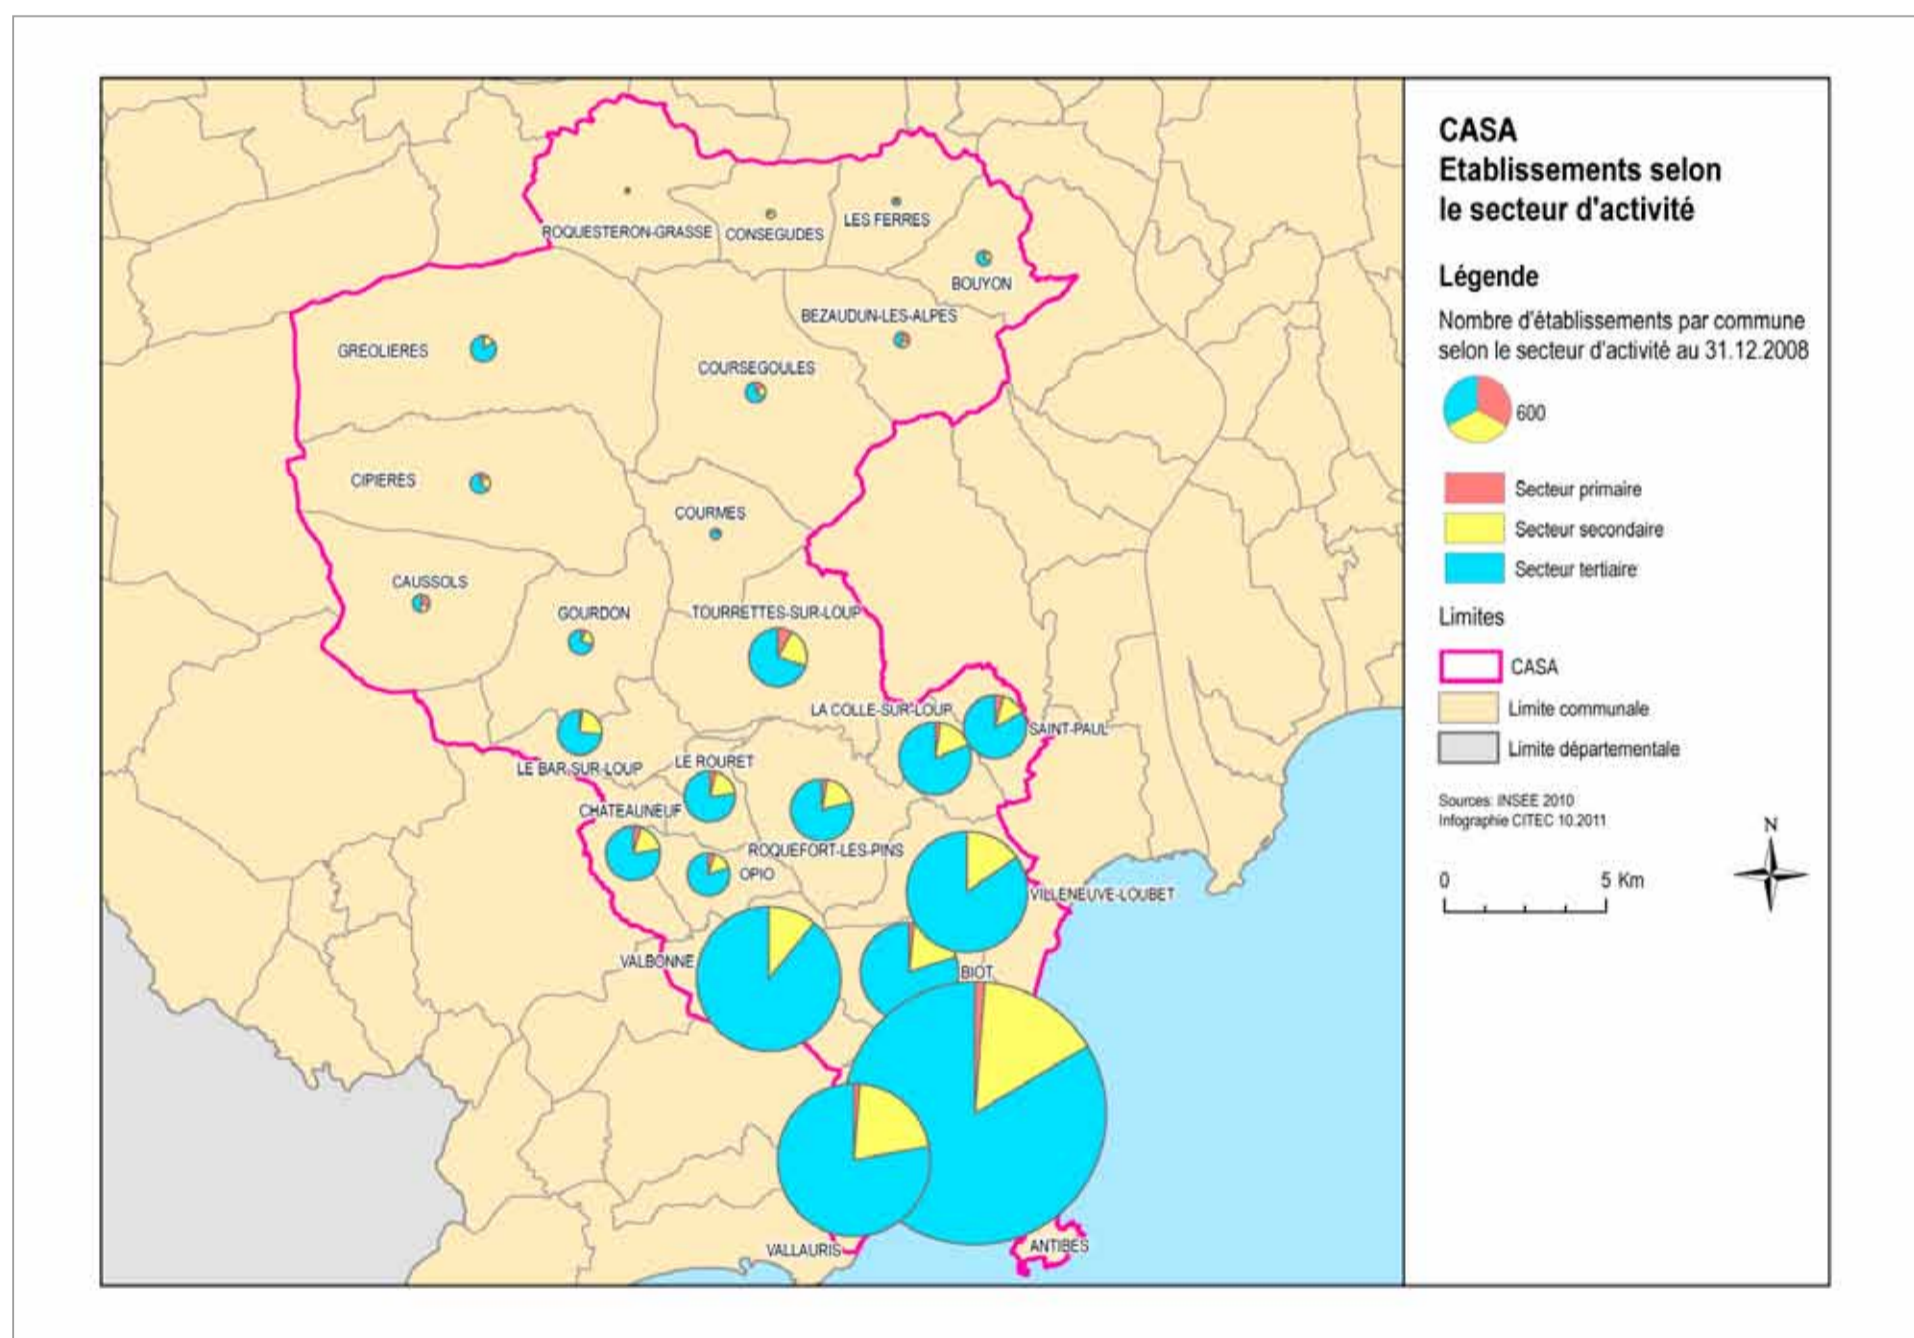 ROQUESTERON-GRASSE
CONSEGUDES
LES FERRES
BOUYON
BEZAUDUN-LES-ALPES
GREOLIERES
COURSEGOULES
CIPIERES
COURMES
CAUSSOLS
GOURDON
TOURRETTES-SUR-LOUP
LA COLLE-SUR-LOUP
SAINT-PAUL
LE BAR-SUR-LOUP
LE ROURET
CHATEAUNEUF
ROQUEFORT-LES-PINS
OPIO
VILLENEUVE-LOUBET
VALBONNE
BIOT
VALLAURIS
ANTIBES
CASA
Etablissements selon
le secteur d'activité
Légende
Nombre d'établissements par commune
selon le secteur d'activité au 31.12.2008
600
Secteur primaire
Secteur secondaire
Secteur tertiaire
Limites
CASA
Limite communale
Limite départementale
Sources: INSEE 2010
Infographie CITEC 10.2011
N
0 5 Km